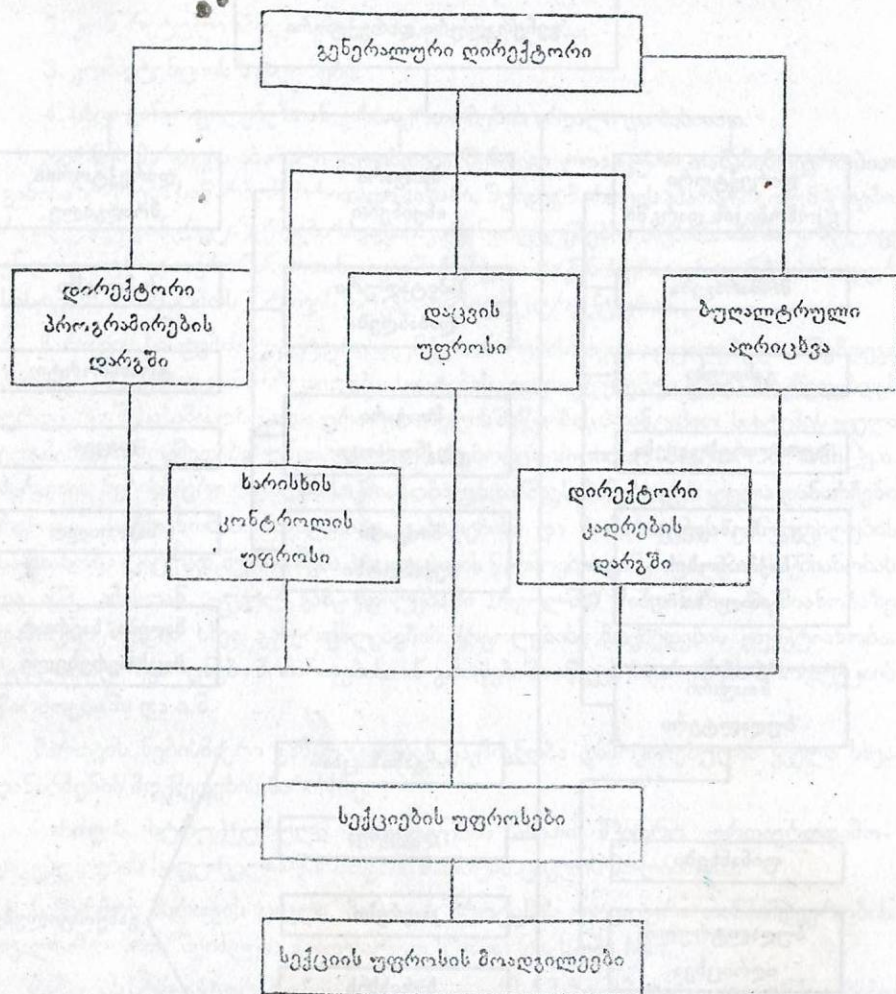 გენერალური დირექტორი
დირექტორი
პროგრამირების
დარგში
დაცვის
უფროსი
ბუღალტრული
აღრიცხვა
ხარისხის
კონტროლის
უფროსი
დირექტორი
კადრების
დარგში
სექციების უფროსები
სექციის უფროსის მოადგილეები